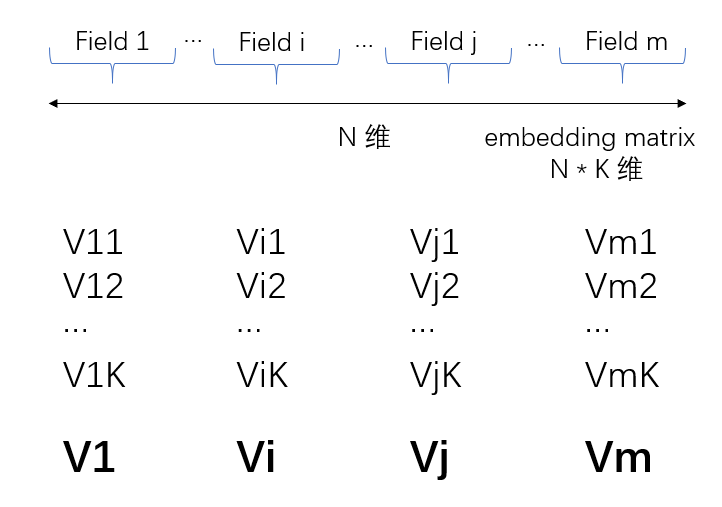 Field 1 ... Field i ... Field j ... Field m
N 维
embedding matrix
N * K 维
V11 Vi1 Vj1 Vm1
V12 Vi2 Vj2 Vm2
... ... ... ...
V1K ViK VjK VmK
V1 Vi Vj Vm